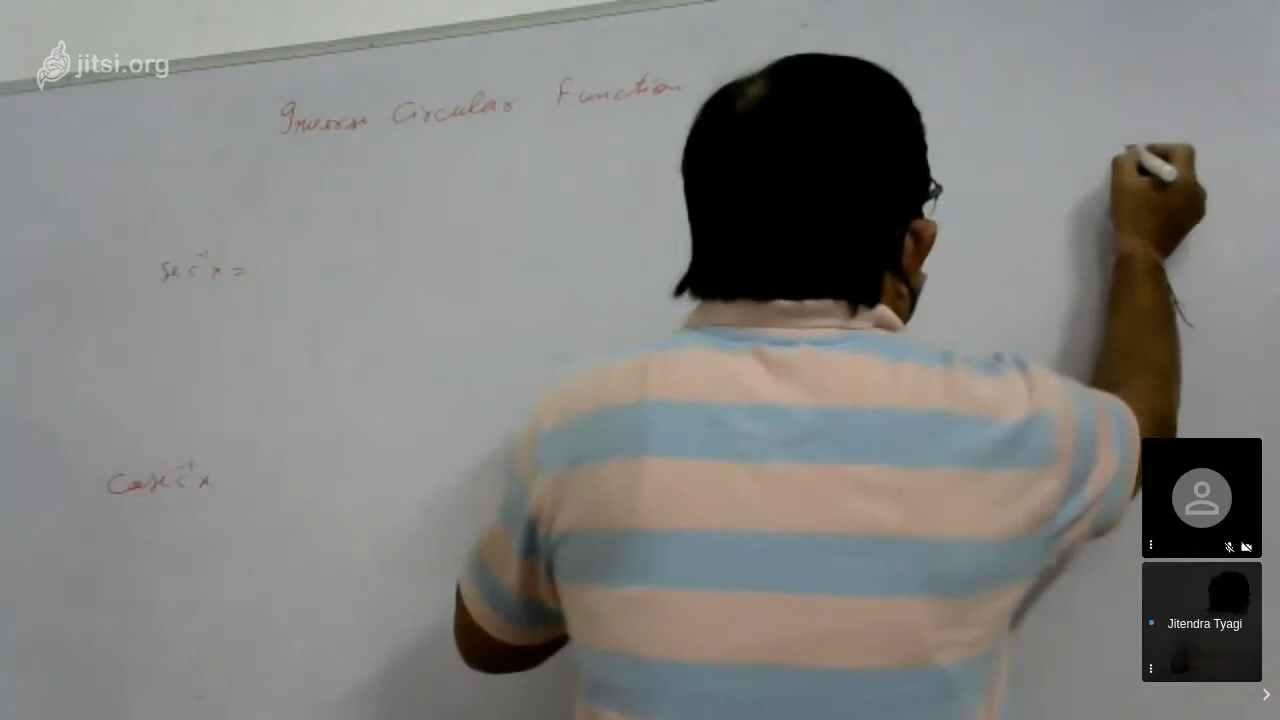 jitsi.org
Inverse Circular Function
sec⁻¹x =
Cosec⁻¹x
Jitendra Tyagi